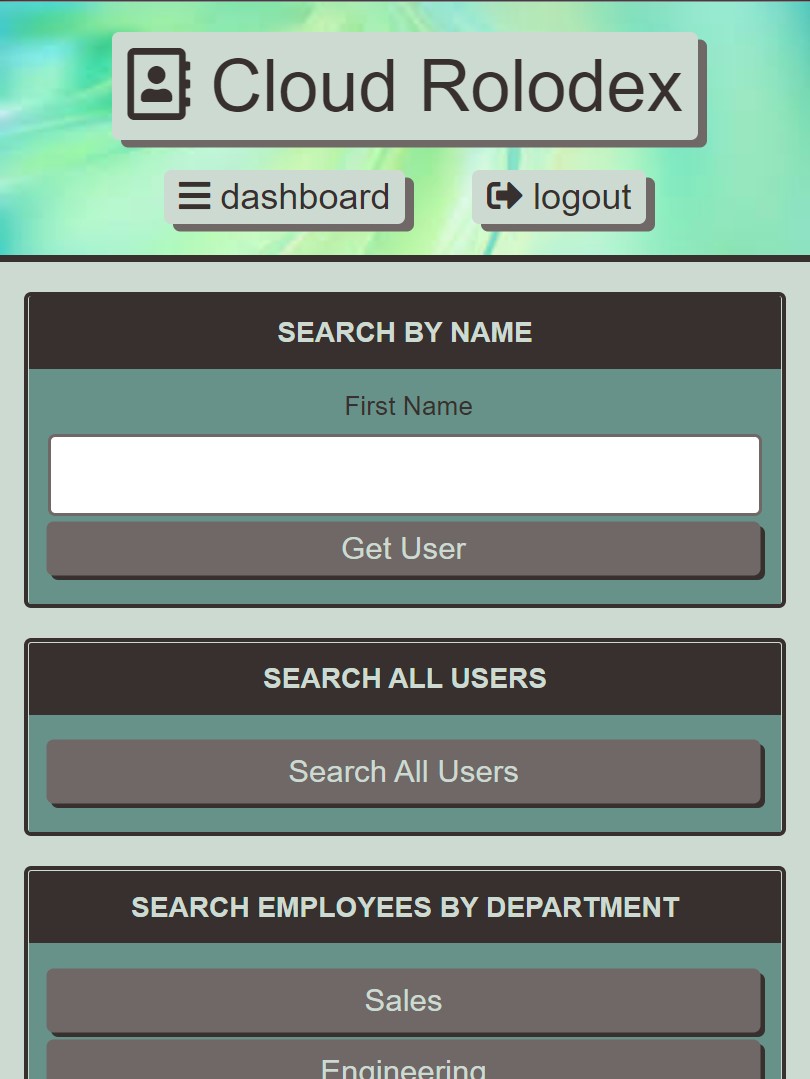 Cloud Rolodex
dashboard
logout
SEARCH BY NAME
First Name
Get User
SEARCH ALL USERS
Search All Users
SEARCH EMPLOYEES BY DEPARTMENT
Sales
Engineering